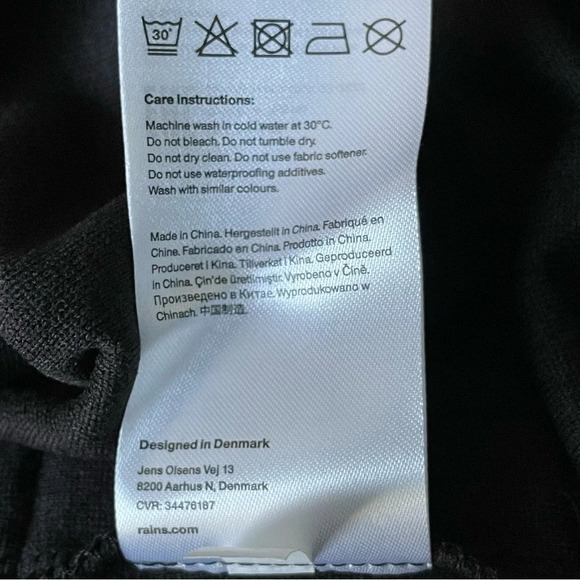 30°
Care Instructions:
Machine wash in cold water at 30°C.
Do not bleach. Do not tumble dry.
Do not dry clean. Do not use fabric softener.
Do not use waterproofing additives.
Wash with similar colours.
Made in China. Hergestellt in China. Fabriqué en
Chine. Fabricado en China. Prodotto in China.
Produceret i Kina. Tillverkat i Kina. Geproduceerd
in China. Çin'de üretilmiştir. Vyrobeno v Číně.
Произведено в Китае. Wyprodukowano w
Chinach. 中国制造.
Designed in Denmark
Jens Olsens Vej 13
8200 Aarhus N, Denmark
CVR: 34476187
rains.com